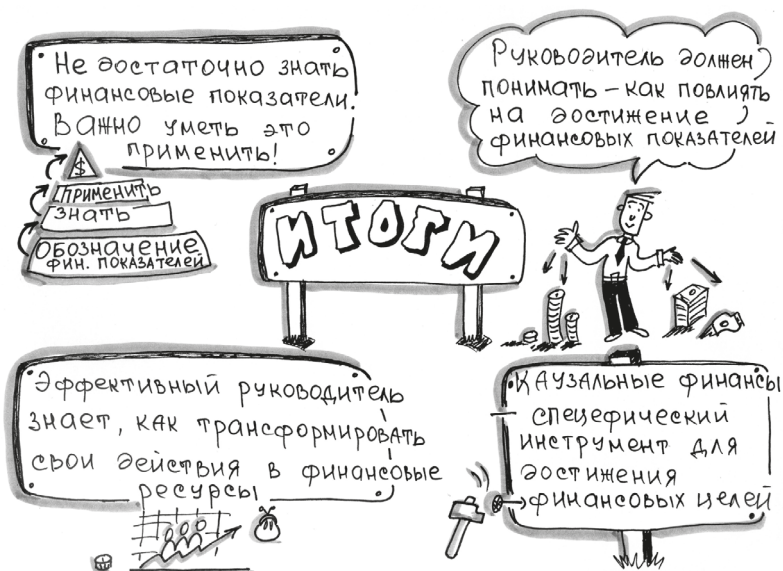 Не достаточно знать
финансовые показатели.
Важно уметь это
применить!
$
применить
знать
обозначение
фин. показателей
Руководитель должен
понимать – как повлиять
на достижение
финансовых показателей
ИТОГИ
Эффективный руководитель
знает, как трансформировать
свои действия в финансовые
ресурсы
Каузальные финансы
– спецефический
инструмент для
достижения
финансовых целей